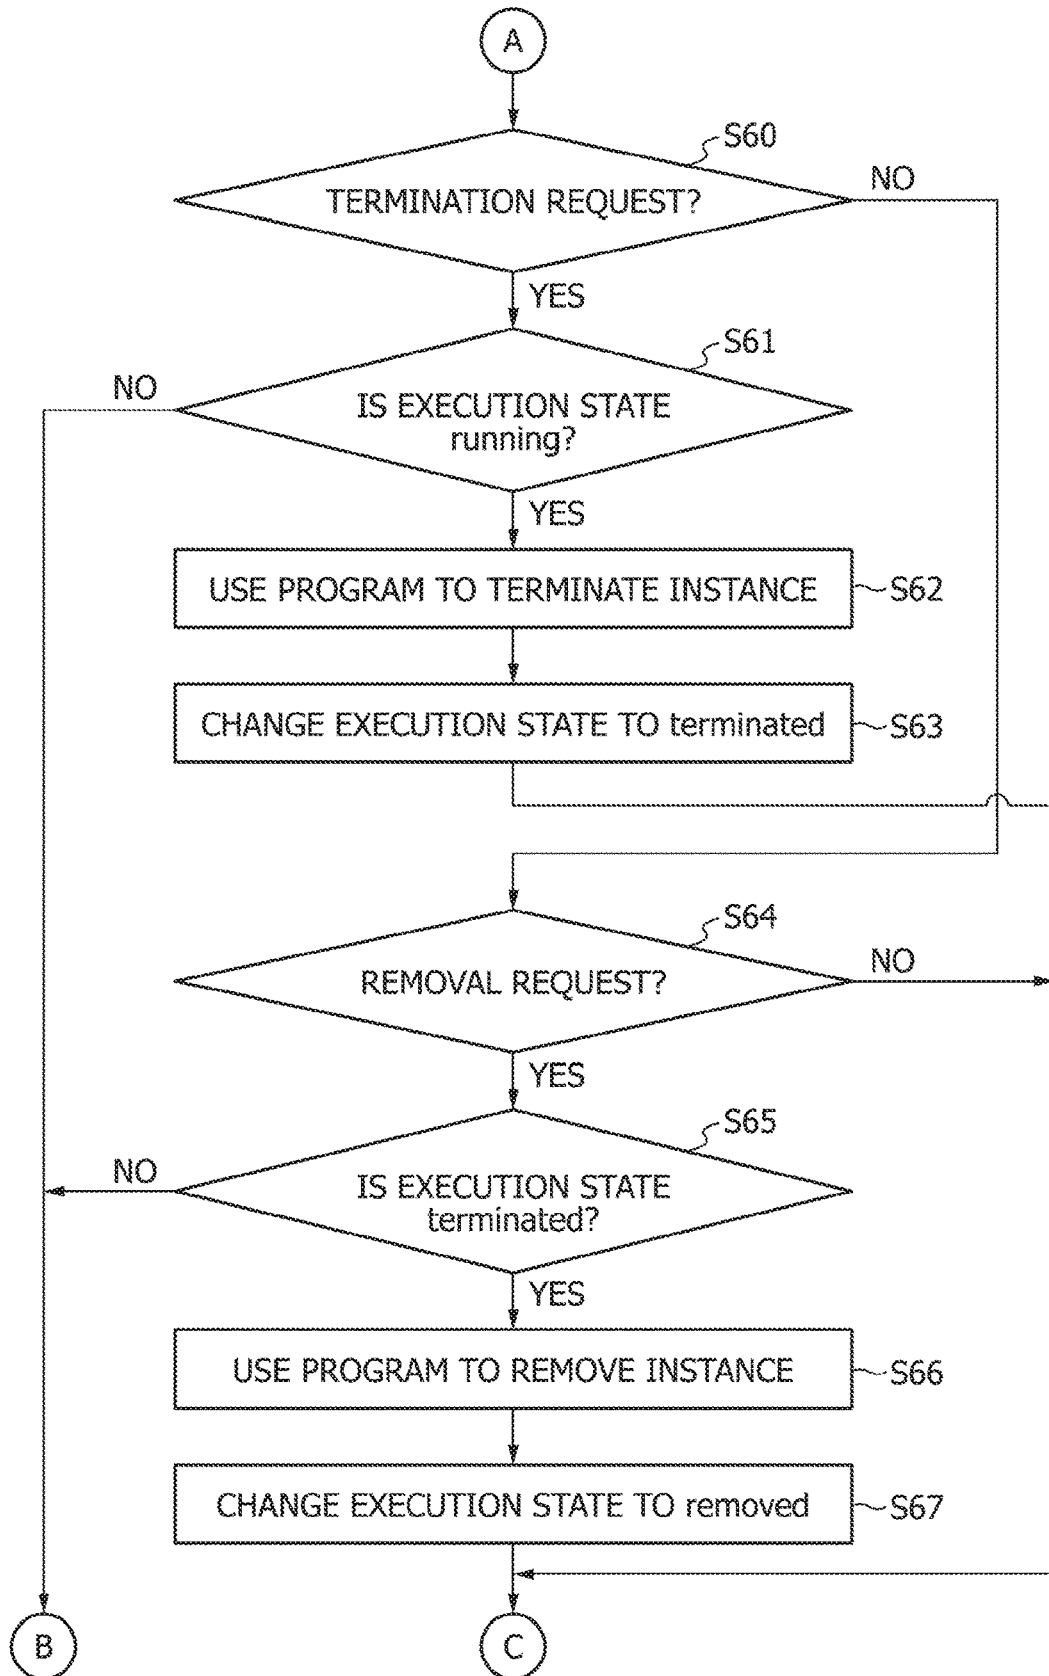 A
S60
TERMINATION REQUEST?
NO
YES
S61
NO
IS EXECUTION STATE
running?
YES
USE PROGRAM TO TERMINATE INSTANCE
S62
CHANGE EXECUTION STATE TO terminated
S63
S64
REMOVAL REQUEST?
NO
YES
S65
NO
IS EXECUTION STATE
terminated?
YES
USE PROGRAM TO REMOVE INSTANCE
S66
CHANGE EXECUTION STATE TO removed
S67
B
C